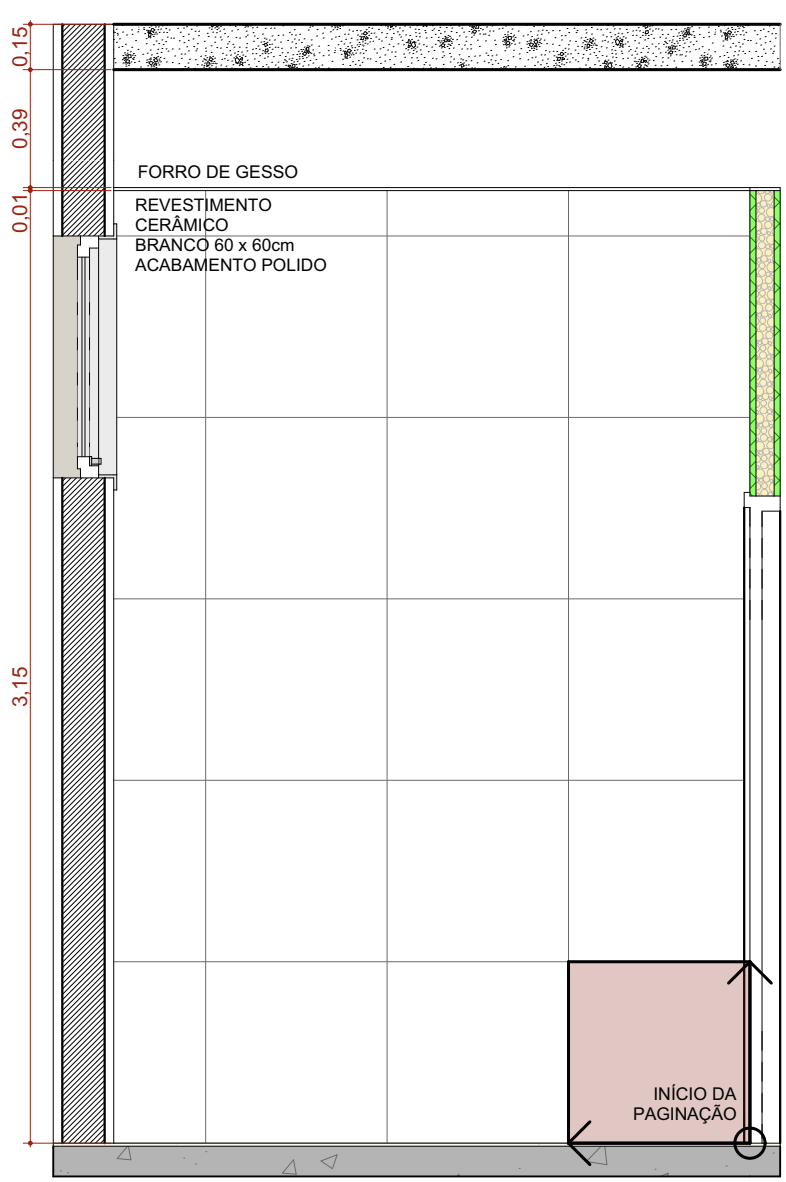 0,15
0,39
FORRO DE GESSO
0,01
REVESTIMENTO
CERÂMICO
BRANCO 60 x 60cm
ACABAMENTO POLIDO
3,15
INÍCIO DA
PAGINAÇÃO